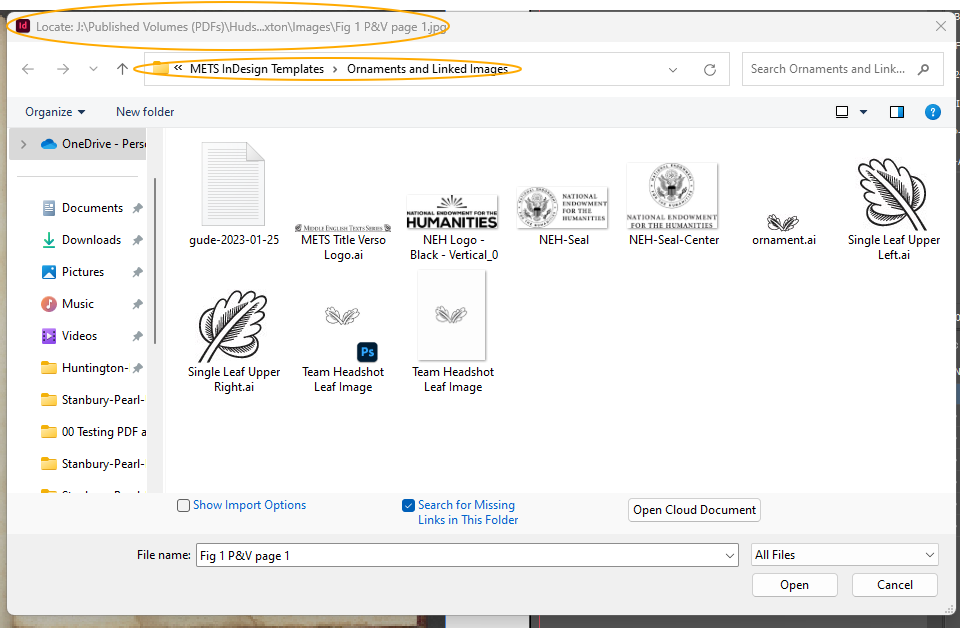 Id Locate: J:\Published Volumes (PDFs)\Huds...xton\Images\Fig 1 P&V page 1.jpg
« METS InDesign Templates › Ornaments and Linked Images
Search Ornaments and Link...
Organize
New folder
?
OneDrive - Pers
Documents
Downloads
Pictures
Music
Videos
Huntington-
Stanbury-Pearl-
00 Testing PDF a
Stanbury-Pearl-
gude-2023-01-25
MIDDLE ENGLISH TEXTS SERIES
METS Title Verso
Logo.ai
NATIONAL ENDOWMENT FOR THE
HUMANITIES
NEH Logo -
Black - Vertical_0
NATIONAL
ENDOWMENT
FOR THE
HUMANITIES
NEH-Seal
NATIONAL ENDOWMENT
FOR THE HUMANITIES
NEH-Seal-Center
ornament.ai
Single Leaf Upper
Left.ai
Single Leaf Upper
Right.ai
Ps
Team Headshot
Leaf Image
Team Headshot
Leaf Image
Show Import Options
Search for Missing
Links in This Folder
Open Cloud Document
File name:
Fig 1 P&V page 1
All Files
Open
Cancel